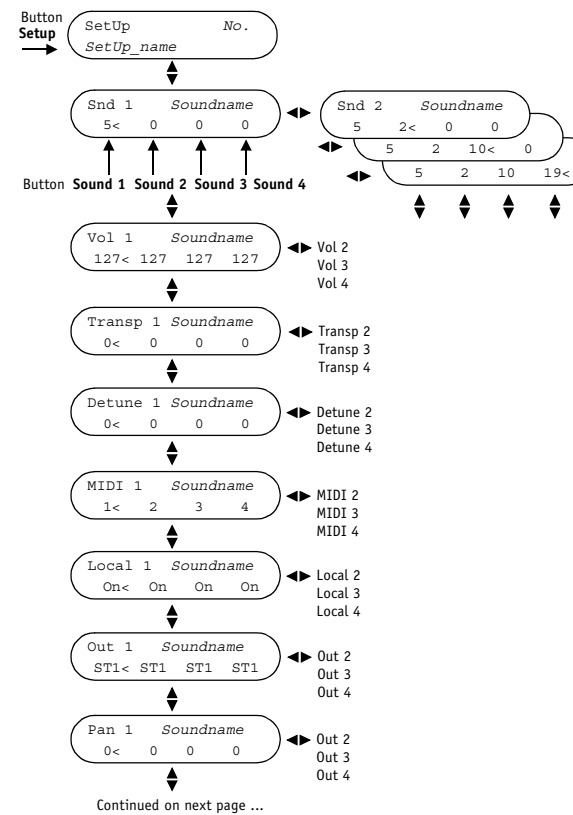 Button
Setup
SetUp No.
SetUp_name
Snd 1 Soundname
5< 0 0 0
Snd 2 Soundname
5 2< 0 0
5 2 10< 0
5 2 10 19<
Button Sound 1 Sound 2 Sound 3 Sound 4
Vol 1 Soundname
127< 127 127 127
Vol 2
Vol 3
Vol 4
Transp 1 Soundname
0< 0 0 0
Transp 2
Transp 3
Transp 4
Detune 1 Soundname
0< 0 0 0
Detune 2
Detune 3
Detune 4
MIDI 1 Soundname
1< 2 3 4
MIDI 2
MIDI 3
MIDI 4
Local 1 Soundname
On< On On On
Local 2
Local 3
Local 4
Out 1 Soundname
ST1< ST1 ST1 ST1
Out 2
Out 3
Out 4
Pan 1 Soundname
0< 0 0 0
Out 2
Out 3
Out 4
Continued on next page ...